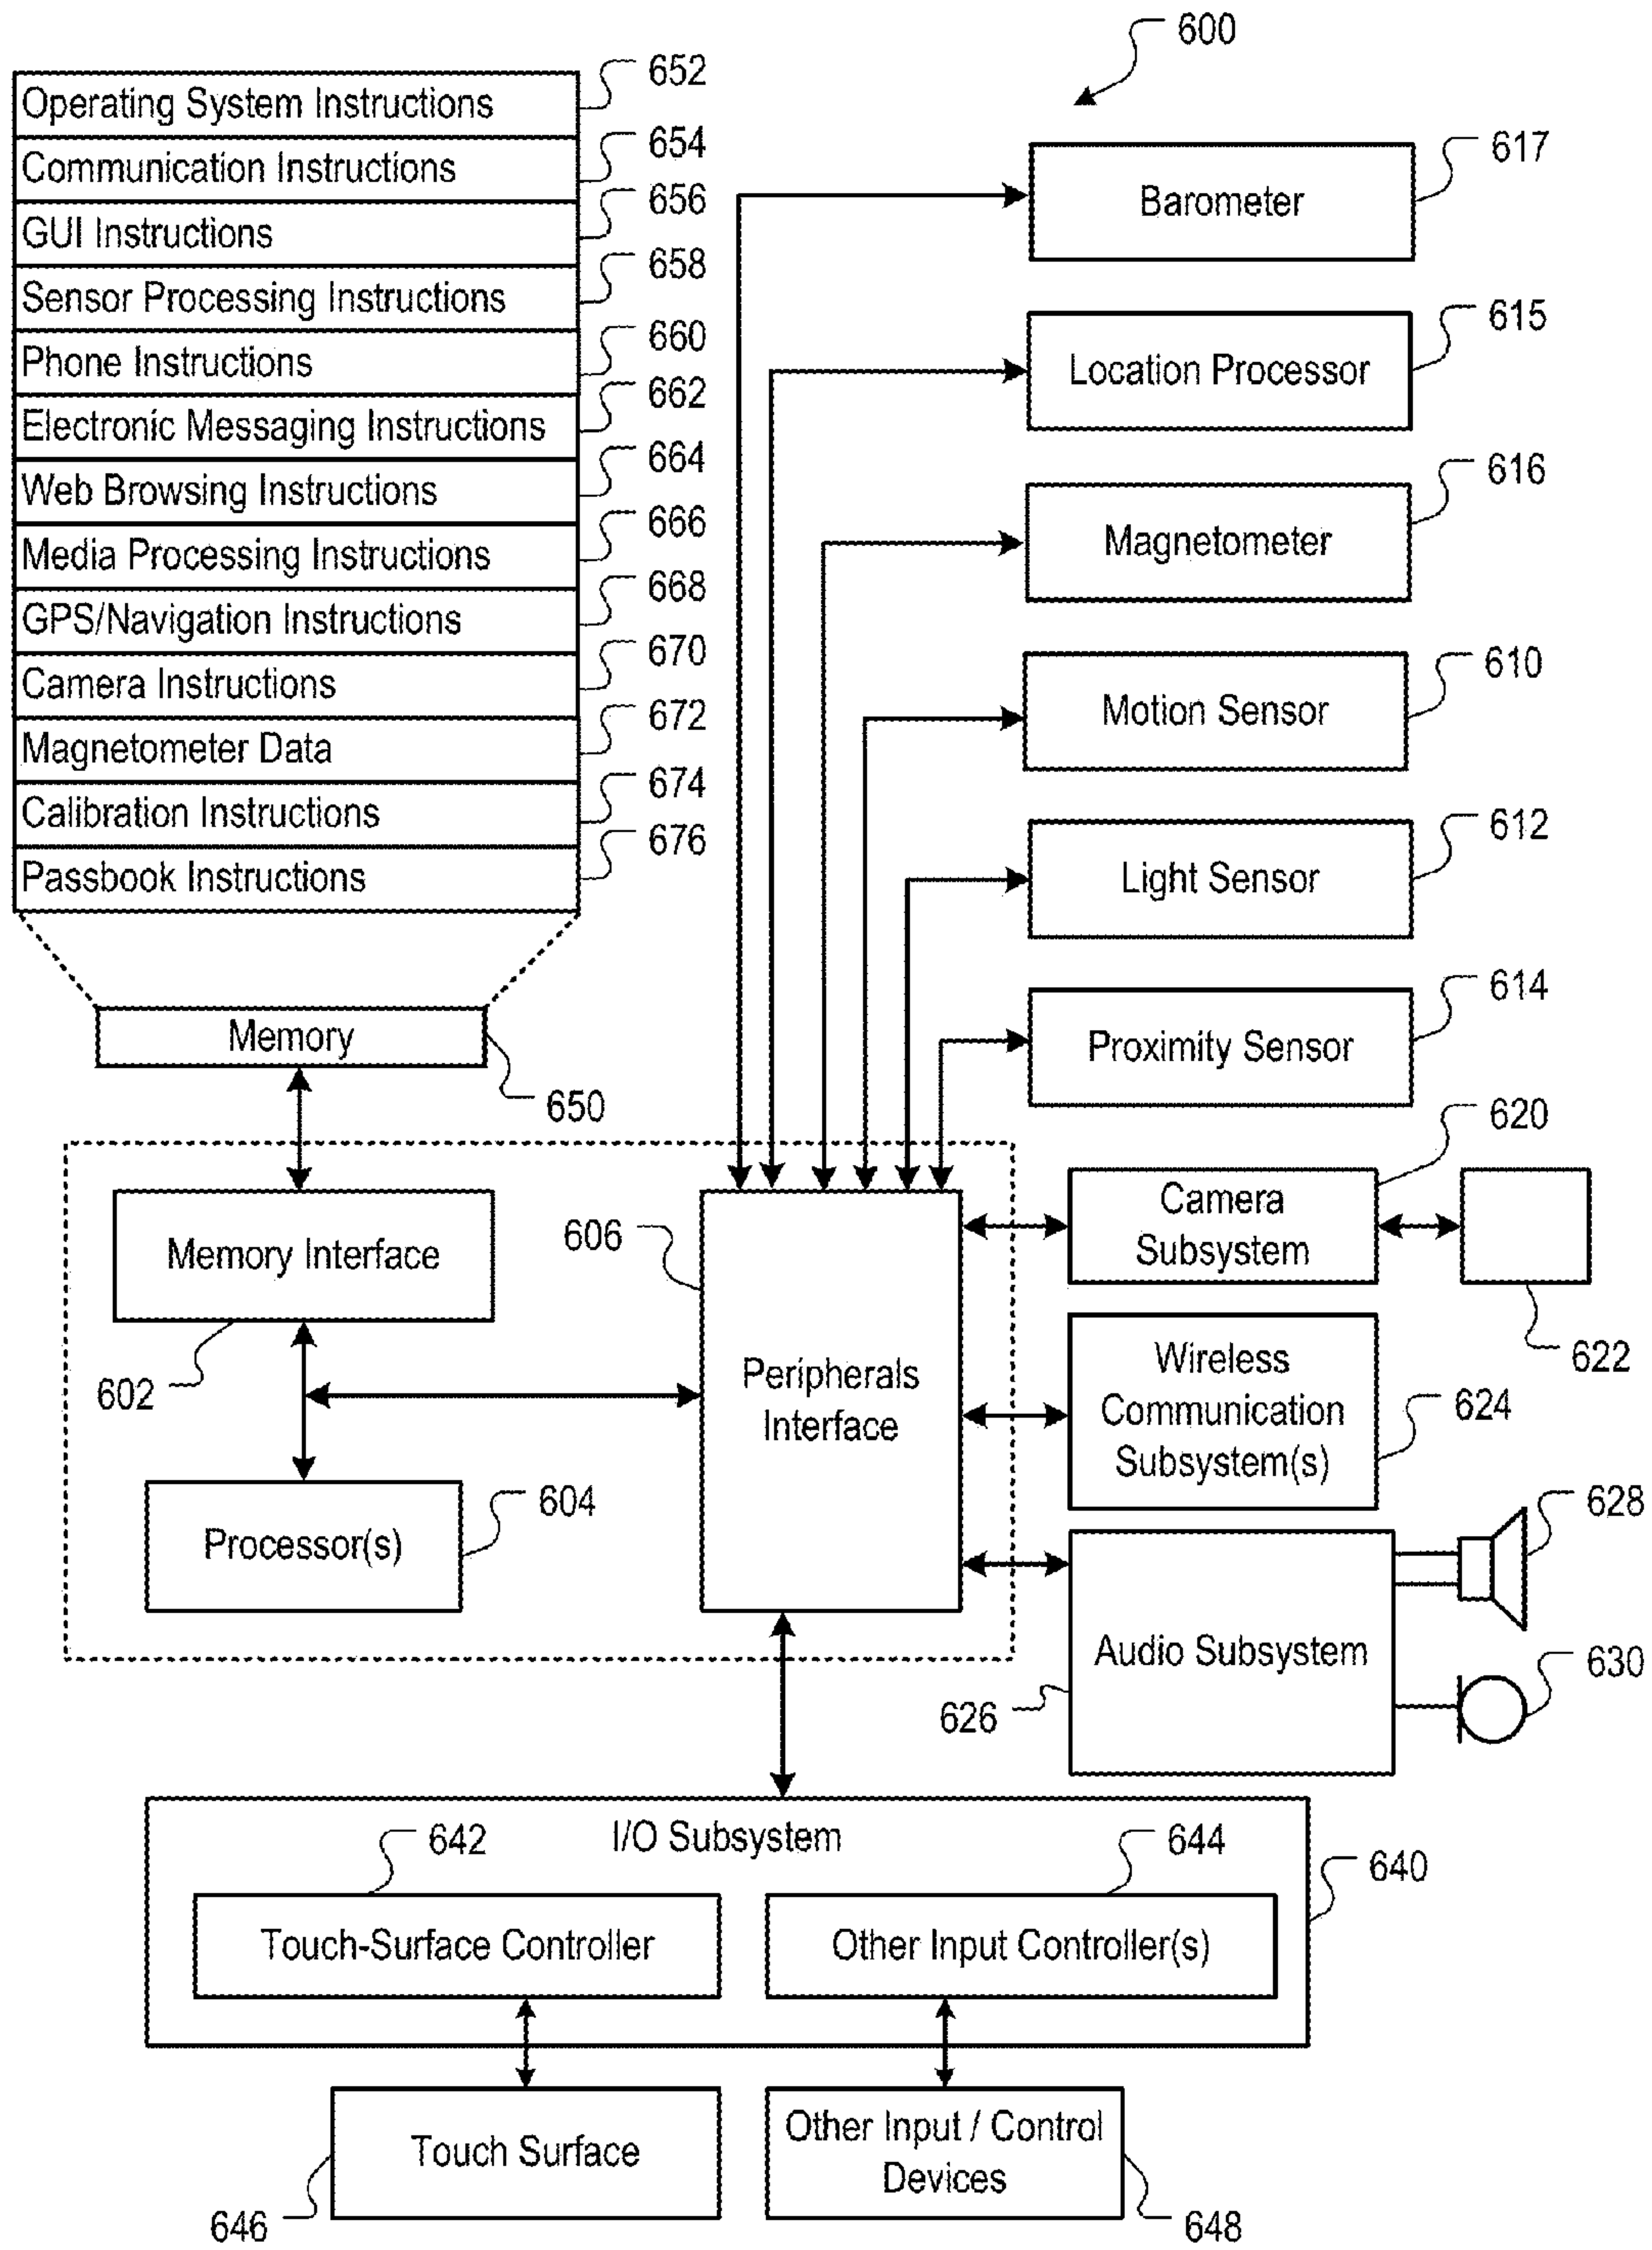 600
Operating System Instructions
652
Communication Instructions
654
GUI Instructions
656
Sensor Processing Instructions
658
Phone Instructions
660
Electronic Messaging Instructions
662
Web Browsing Instructions
664
Media Processing Instructions
666
GPS/Navigation Instructions
668
Camera Instructions
670
Magnetometer Data
672
Calibration Instructions
674
Passbook Instructions
676
Memory
650
Barometer
617
Location Processor
615
Magnetometer
616
Motion Sensor
610
Light Sensor
612
Proximity Sensor
614
Memory Interface
602
Processor(s)
604
606
Peripherals
Interface
Camera
Subsystem
620
622
Wireless
Communication
Subsystem(s)
624
Audio Subsystem
626
628
630
I/O Subsystem
640
642
Touch-Surface Controller
644
Other Input Controller(s)
Touch Surface
646
Other Input / Control
Devices
648